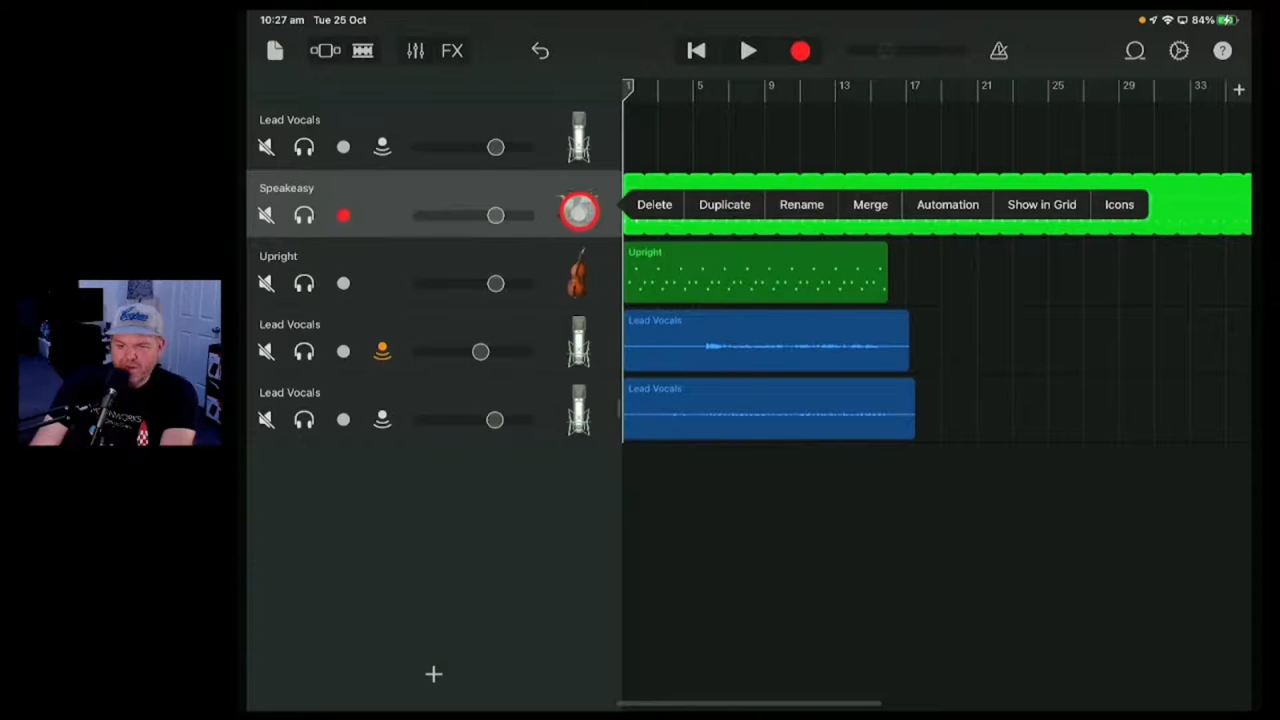 10:27 am Tue 25 Oct
84%
FX
?
1 5 9 13 17 21 25 29 33 +
Lead Vocals
Speakeasy
Delete Duplicate Rename Merge Automation Show in Grid Icons
Upright
Upright
Lead Vocals
Lead Vocals
Lead Vocals
Lead Vocals
+